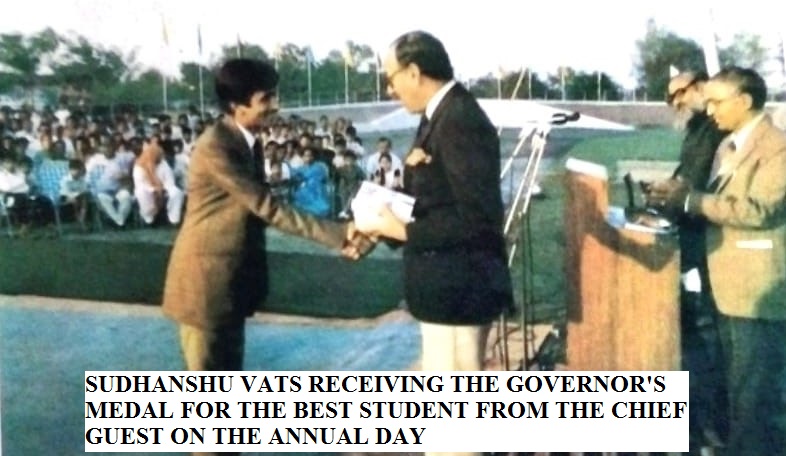 SUDHANSHU VATS RECEIVING THE GOVERNOR'S
MEDAL FOR THE BEST STUDENT FROM THE CHIEF
GUEST ON THE ANNUAL DAY